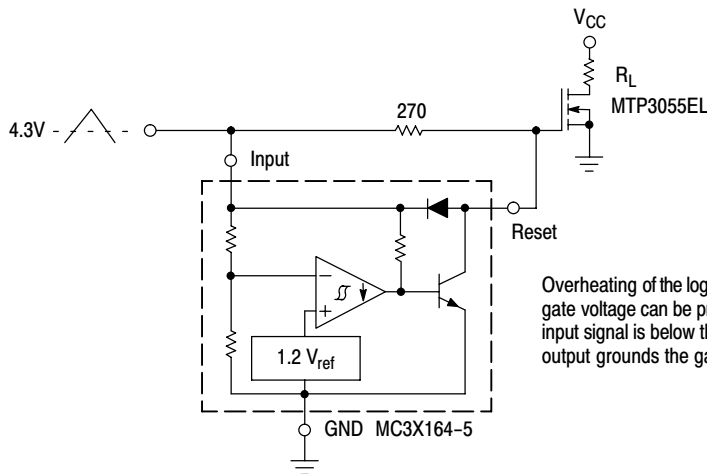 VCC
RL
MTP3055EL
270
4.3V
Input
Reset
−
+
1.2 Vref
GND MC3X164−5
Overheating of the log
gate voltage can be pr
input signal is below th
output grounds the ga